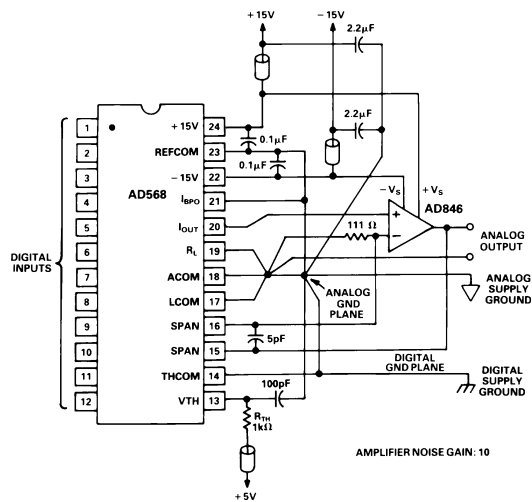 +15V
−15V
2.2µF
2.2µF
1
2
3
4
5
6
7
8
9
10
11
12
DIGITAL
INPUTS
AD568
+15V
24
REFCOM
23
−15V
22
IBPO
21
IOUT
20
RL
19
ACOM
18
LCOM
17
SPAN
16
SPAN
15
THCOM
14
VTH
13
0.1µF
0.1µF
−VS
+VS
AD846
+
−
111 Ω
ANALOG
OUTPUT
ANALOG
GND
PLANE
ANALOG
SUPPLY
GROUND
5pF
DIGITAL
GND PLANE
DIGITAL
SUPPLY
GROUND
100pF
RTH
1kΩ
+5V
AMPLIFIER NOISE GAIN: 10